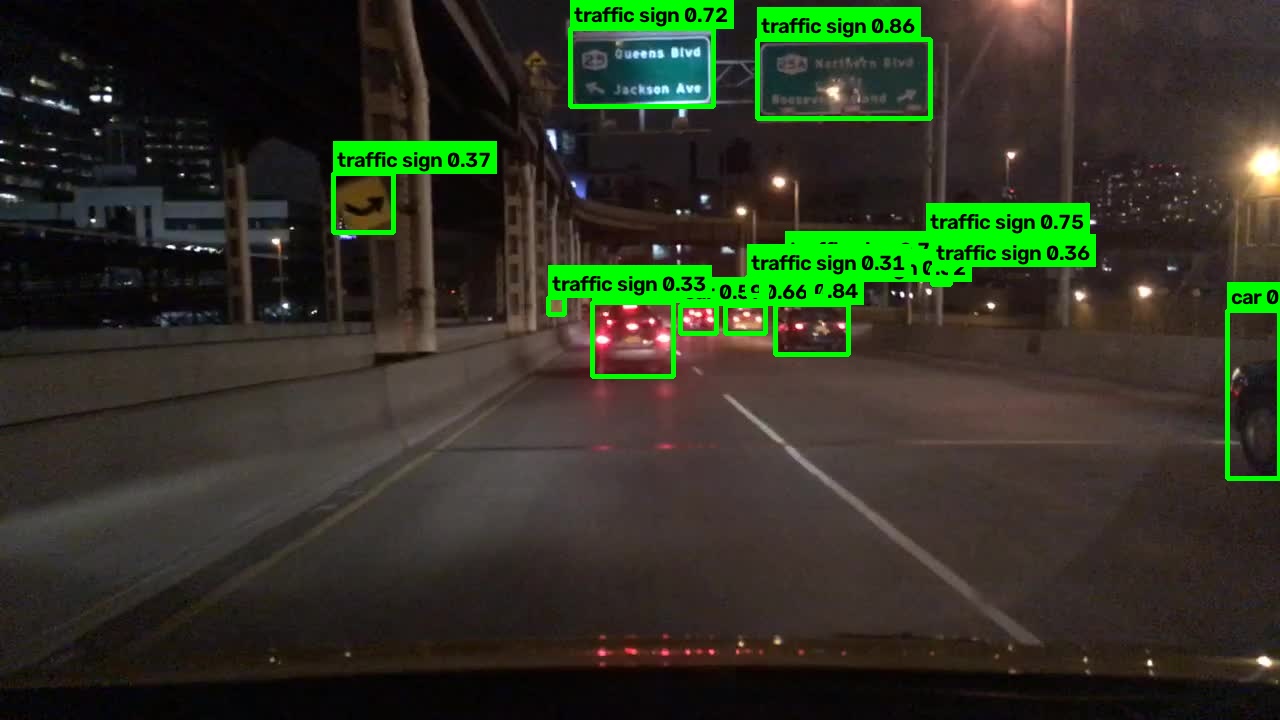 traffic sign 0.72
traffic sign 0.86
25 Queens Blvd
Jackson Ave
25A Northern Blvd
traffic sign 0.37
traffic sign 0.75
traffic sign 0.36
traffic sign 0.31
traffic sign 0.33
0.66
0.84
car 0